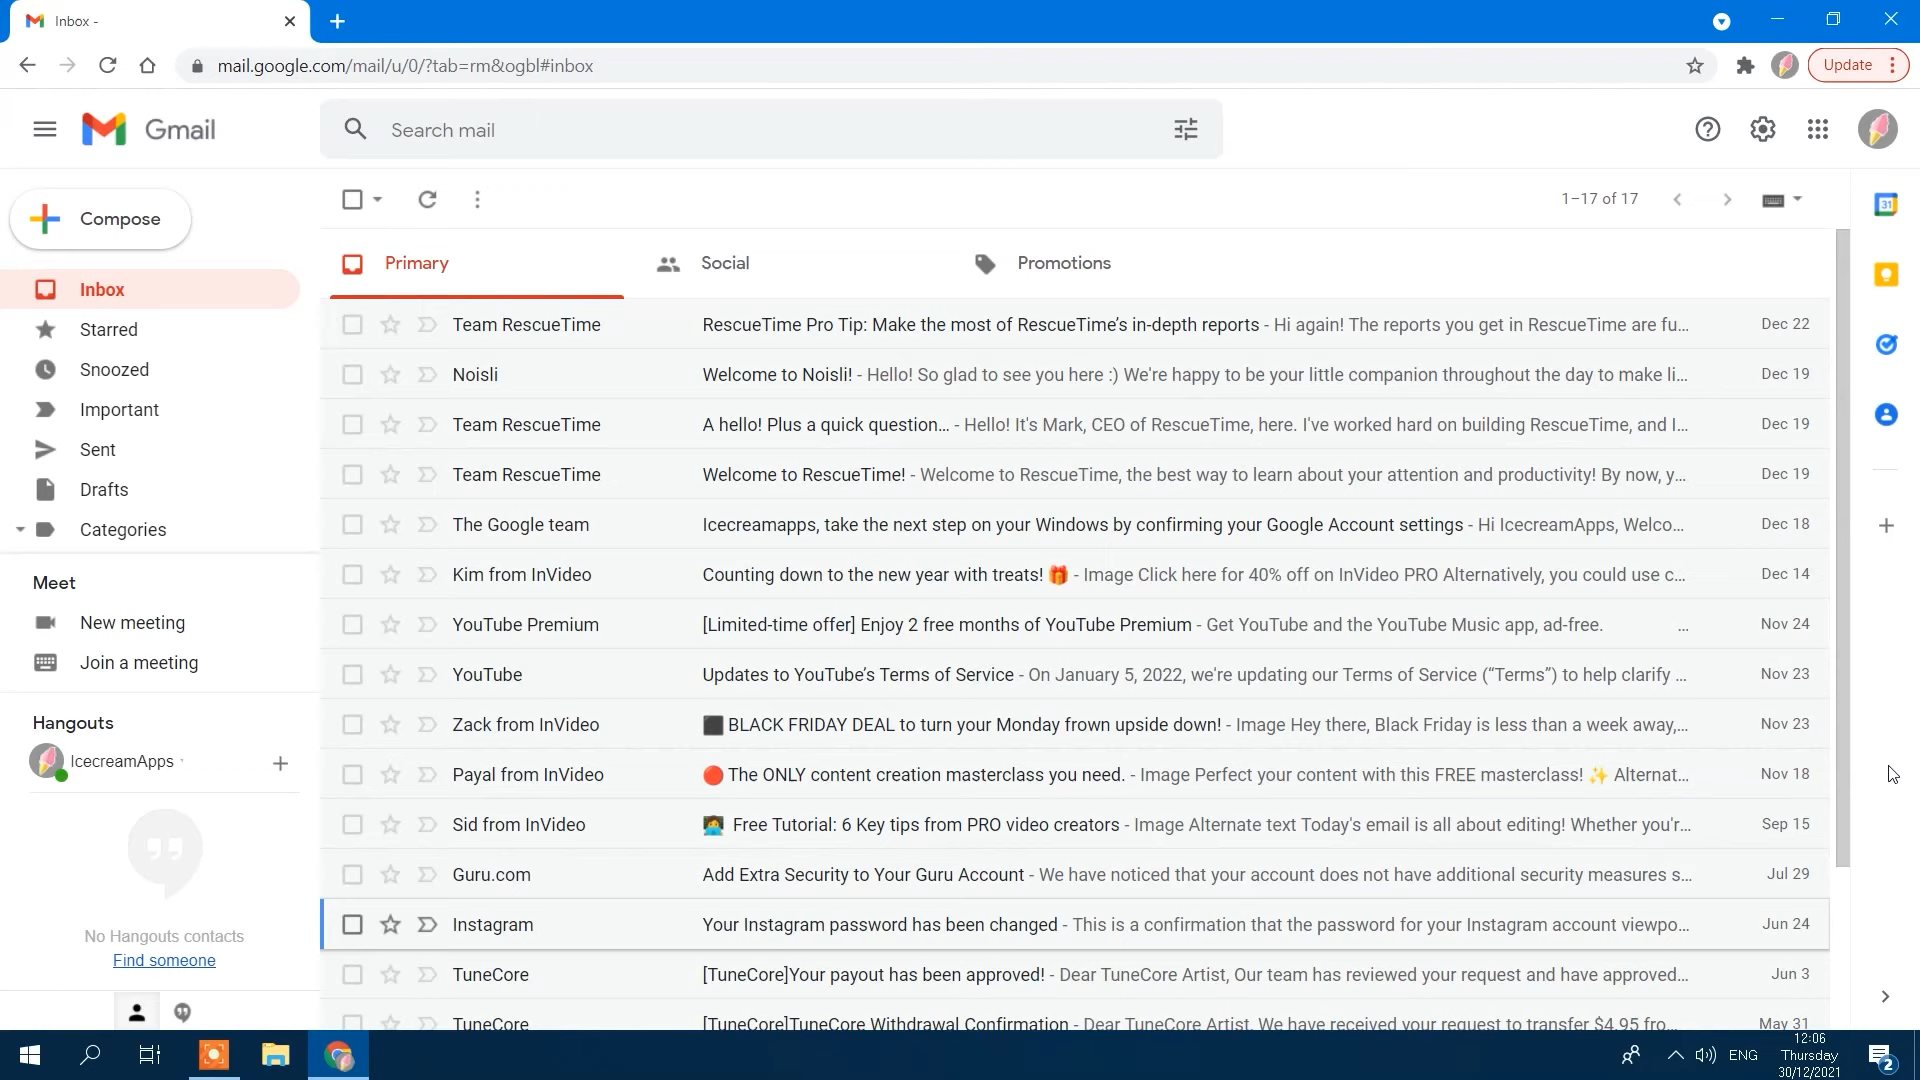 Inbox -
mail.google.com/mail/u/0/?tab=rm&ogbl#inbox
Update
Gmail
Search mail
Compose
1–17 of 17
Inbox
Starred
Snoozed
Important
Sent
Drafts
Categories
Meet
New meeting
Join a meeting
Hangouts
IcecreamApps
No Hangouts contacts
Find someone
Primary
Social
Promotions
Team RescueTime RescueTime Pro Tip: Make the most of RescueTime’s in-depth reports - Hi again! The reports you get in RescueTime are fu... Dec 22
Noisli Welcome to Noisli! - Hello! So glad to see you here :) We're happy to be your little companion throughout the day to make li... Dec 19
Team RescueTime A hello! Plus a quick question... - Hello! It's Mark, CEO of RescueTime, here. I've worked hard on building RescueTime, and I... Dec 19
Team RescueTime Welcome to RescueTime! - Welcome to RescueTime, the best way to learn about your attention and productivity! By now, y... Dec 19
The Google team Icecreamapps, take the next step on your Windows by confirming your Google Account settings - Hi IcecreamApps, Welco... Dec 18
Kim from InVideo Counting down to the new year with treats! 🎁 - Image Click here for 40% off on InVideo PRO Alternatively, you could use c... Dec 14
YouTube Premium [Limited-time offer] Enjoy 2 free months of YouTube Premium - Get YouTube and the YouTube Music app, ad-free. ... Nov 24
YouTube Updates to YouTube’s Terms of Service - On January 5, 2022, we're updating our Terms of Service (“Terms”) to help clarify ... Nov 23
Zack from InVideo ⬛ BLACK FRIDAY DEAL to turn your Monday frown upside down! - Image Hey there, Black Friday is less than a week away,... Nov 23
Payal from InVideo 🔴 The ONLY content creation masterclass you need. - Image Perfect your content with this FREE masterclass! ✨ Alternat... Nov 18
Sid from InVideo 👩‍💻 Free Tutorial: 6 Key tips from PRO video creators - Image Alternate text Today's email is all about editing! Whether you'r... Sep 15
Guru.com Add Extra Security to Your Guru Account - We have noticed that your account does not have additional security measures s... Jul 29
Instagram Your Instagram password has been changed - This is a confirmation that the password for your Instagram account viewpo... Jun 24
TuneCore [TuneCore]Your payout has been approved! - Dear TuneCore Artist, Our team has reviewed your request and have approved... Jun 3
TuneCore [TuneCore]TuneCore Withdrawal Confirmation - Dear TuneCore Artist, We have received your request to transfer $4.95 fro... May 31
31
ENG
12:06
Thursday
30/12/2021
2